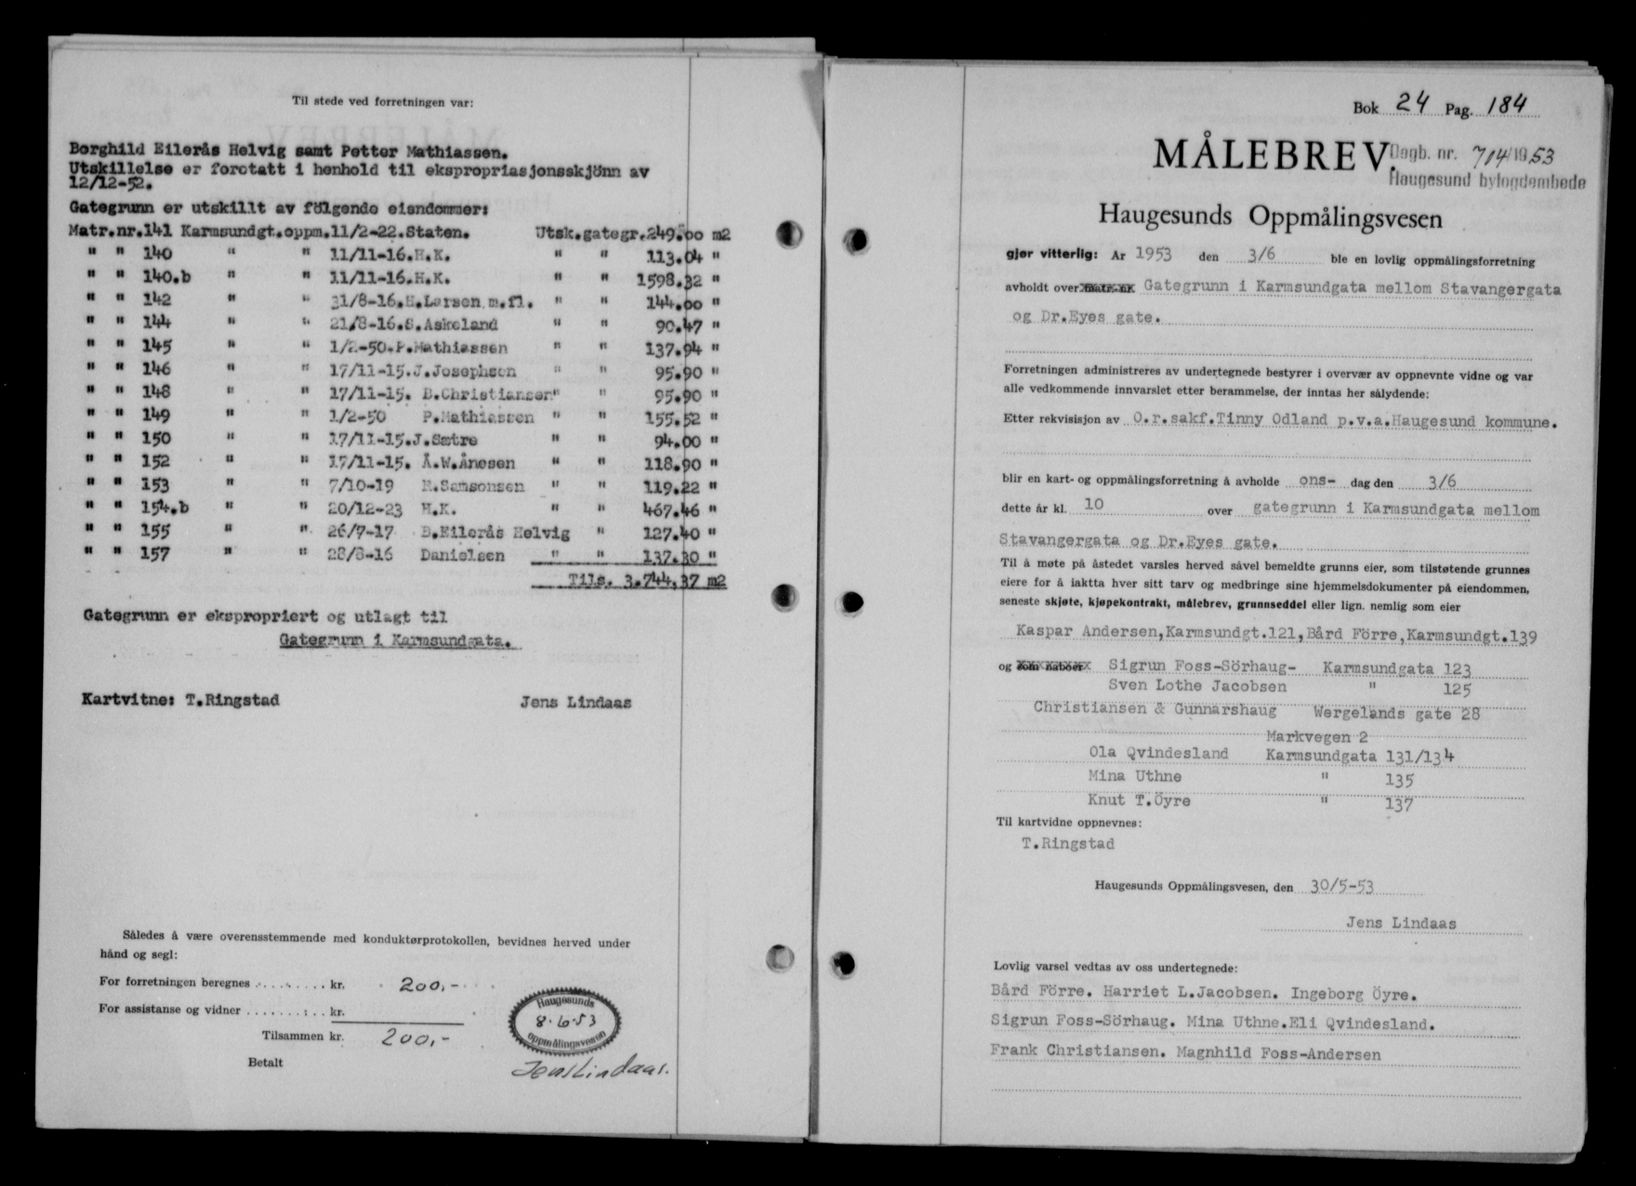 Til stede ved forretningen var:
Borghild Eilerås Helvig samt Petter Mathiassen.
Utskillelse er foretatt i henhold til ekspropriasjonsskjönn av
12/12-52.
Gategrunn er utskillt av fölgende eiendommer:
Matr.nr.141 Karmsundgt.oppm.11/2-22.Staten. Utsk.gategr.249.00 m2
" " 140 " " 11/11-16.H.K. " " 113.04 "
" " 140.b " " 11/11-16.H.K. " " 1598.32 "
" " 142 " " 31/8-16.E.Larsen m.fl. " " 144.00 "
" " 144 " " 21/8-16.S.Askeland " " 90.47 "
" " 145 " " 1/2-50.P.Mathiassen " " 137.94 "
" " 146 " " 17/11-15.J.Josephsen " " 95.90 "
" " 148 " " 17/11-15. B.Christiansen" " 95.90 "
" " 149 " " 1/2-50 P.Mathiassen " " 155.52 "
" " 150 " " 17/11-15.J.Sætre " " 94.00 "
" " 152 " " 17/11-15. Å.W.Ånesen " " 118.90 "
" " 153 " " 7/10-19 Samsonsen " " 119.22 "
" " 154.b " " 20/12-23 H.K. " " 467.46 "
" " 155 " " 26/7-17 B.Eilerås Helvig " 127.40 "
" " 157 " " 28/8-16 Danielsen " " 137.30 "
Tils. 3.744,37 m2
Gategrunn er ekspropriert og utlagt til
Gategrunn i Karmsundgata.
Kartvitne: T.Ringstad Jens Lindaas
Således å være overensstemmende med konduktørprotokollen, bevidnes herved under
hånd og segl:
For forretningen beregnes . . . . . . . kr. 200,-
For assistanse og vidner . . . . . . . . . kr.
Tilsammen kr. 200,-
Betalt
Haugesunds
8.6.53
oppmålingsvesen
Jens Lindaas.
Bok 24 Pag. 184
MÅLEBREV.
Dagb. nr. 714/1953
Haugesund byfogdembede
Haugesunds Oppmålingsvesen
gjør vitterlig: Ar 1953 den 3/6 ble en lovlig oppmålingsforretning
avholdt over Gategrunn i Karmsundgata mellom Stavangergata
og Dr.Eyes gate.
Forretningen administreres av undertegnede bestyrer i overvær av oppnevnte vidne og var
alle vedkommende innvarslet etter berammelse, der inntas her sålydende:
Etter rekvisisjon av O.r.sakf.Tinny Odland p.v.a.Haugesund kommune.
blir en kart- og oppmålingsforretning å avholde ons- dag den 3/6
dette år kl. 10 over gategrunn i Karmsundgata mellom
Stavangergata og Dr.Eyes gate.
Til å møte på åstedet varsles herved såvel bemeldte grunns eier, som tilstøtende grunnes
eiere for å iaktta hver sitt tarv og medbringe sine hjemmelsdokumenter på eiendommen,
seneste skjøte, kjøpekontrakt, målebrev, grunnseddel eller lign. nemlig som eier
Kaspar Andersen,Karmsundgt.121,Bård Förre,Karmsundgt.139
og som naboer Sigrun Foss-Sörhaug- Karmsundgata 123
Sven Lothe Jacobsen " 125
Christiansen & Gunnarshaug Wergelands gate 28
Markvegen 2
Ola Qvindesland Karmsundgata 131/134
Mina Uthne " 135
Knut T.Öyre " 137
Til kartvidne oppnevnes:
T.Ringstad
Haugesunds Oppmålingsvesen, den 30/5-53
Jens Lindaas
Lovlig varsel vedtas av oss undertegnede:
Bård Förre. Harriet L.Jacobsen. Ingeborg Öyre.
Sigrun Foss-Sörhaug. Mina Uthne.Eli Qvindesland.
Frank Christiansen. Magnhild Foss-Andersen